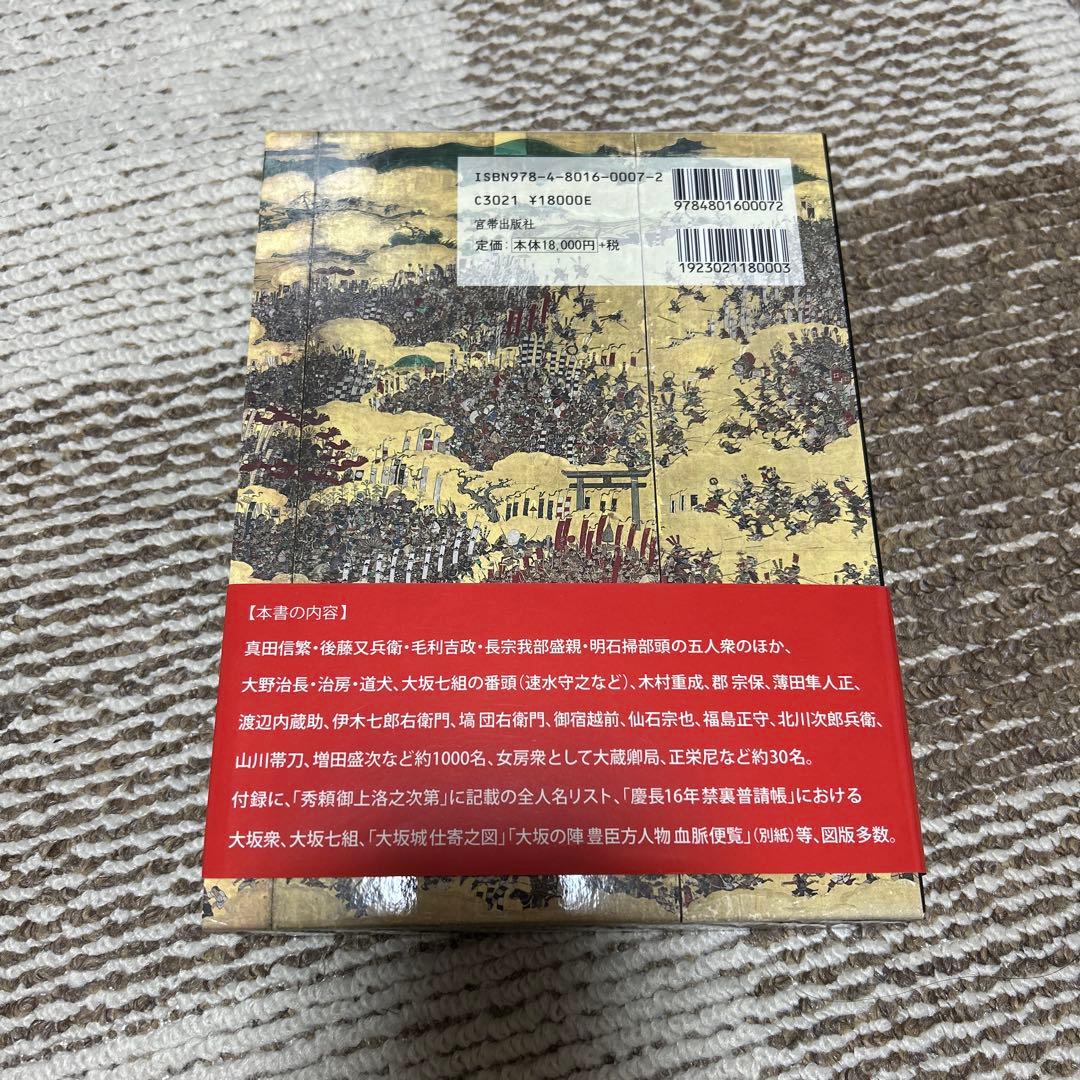 ISBN978-4-8016-0007-2
C3021 ¥18000E
宮帯出版社
定価：本体18,000円+税
9784801600072
1923021180003
【本書の内容】
真田信繁・後藤又兵衛・毛利吉政・長宗我部盛親・明石掃部頭の五人衆のほか、
大野治長・治房・道犬、大坂七組の番頭（速水守之など）、木村重成、郡 宗保、薄田隼人正、
渡辺内蔵助、伊木七郎右衛門、塙 団右衛門、御宿越前、仙石宗也、福島正守、北川次郎兵衛、
山川帯刀、増田盛次など約1000名、女房衆として大蔵卿局、正栄尼など約30名。
付録に、「秀頼御上洛之次第」に記載の全人名リスト、「慶長16年禁裏普請帳」における
大坂衆、大坂七組、「大坂城 仕寄之図」「大坂の陣 豊臣方人物 血脈便覧」（別紙）等、図版多数。